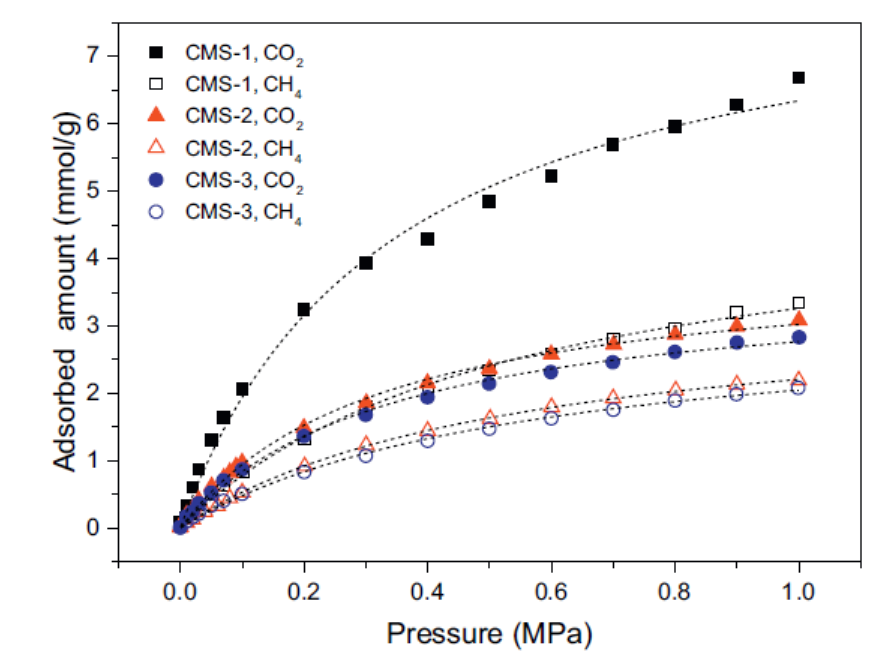 CMS-1, CO₂
CMS-1, CH₄
CMS-2, CO₂
CMS-2, CH₄
CMS-3, CO₂
CMS-3, CH₄
7
6
5
4
3
2
1
0
Adsorbed amount (mmol/g)
0.0 0.2 0.4 0.6 0.8 1.0
Pressure (MPa)